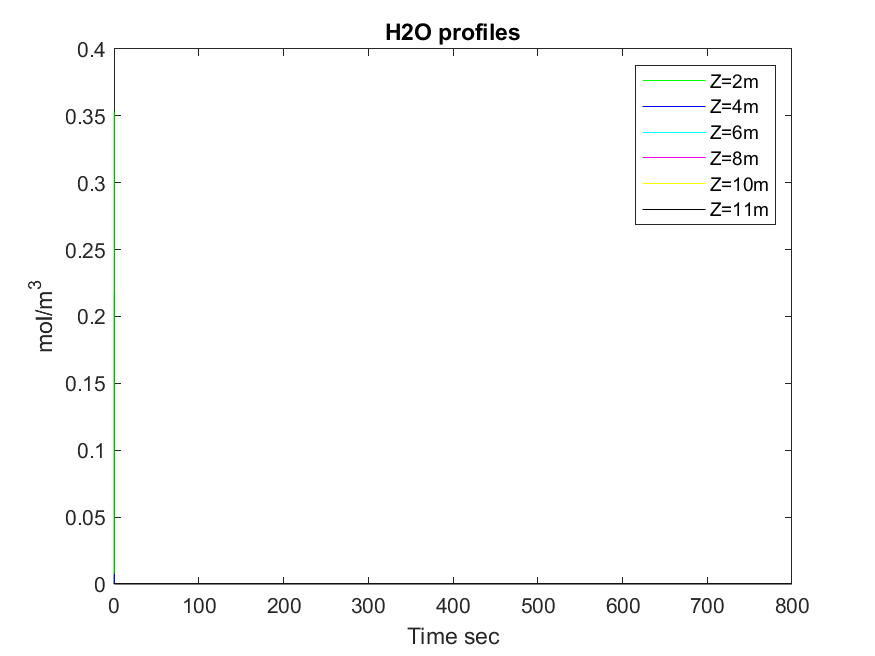 H2O profiles
0.4
0.35
0.3
0.25
0.2
0.15
0.1
0.05
0
mol/m3
Z=2m
Z=4m
Z=6m
Z=8m
Z=10m
Z=11m
0 100 200 300 400 500 600 700 800
Time sec